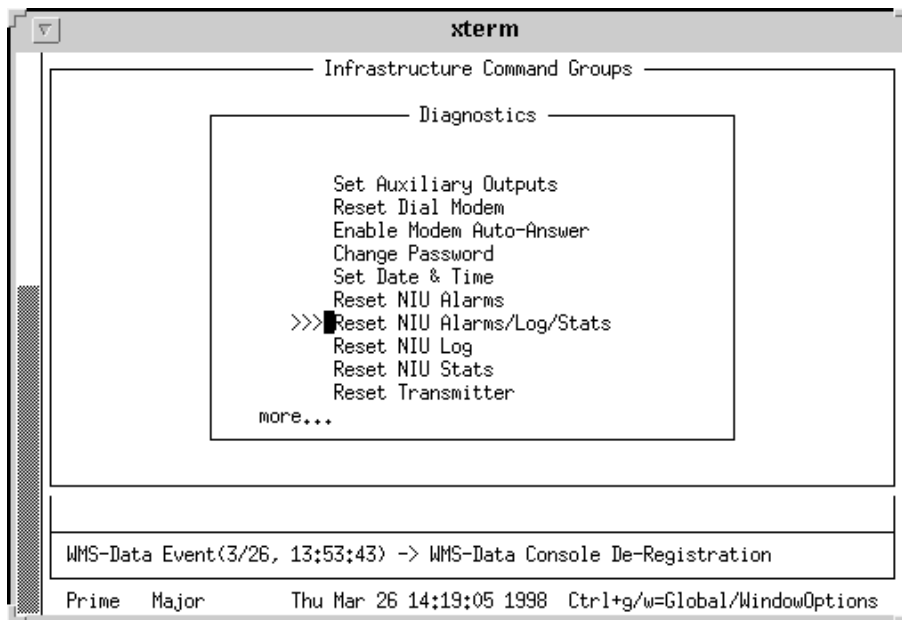 xterm
Infrastructure Command Groups
Diagnostics
Set Auxiliary Outputs
Reset Dial Modem
Enable Modem Auto-Answer
Change Password
Set Date & Time
Reset NIU Alarms
>>> Reset NIU Alarms/Log/Stats
Reset NIU Log
Reset NIU Stats
Reset Transmitter
more...
WMS-Data Event(3/26, 13:53:43) -> WMS-Data Console De-Registration
Prime Major Thu Mar 26 14:19:05 1998 Ctrl+g/w=Global/WindowOptions